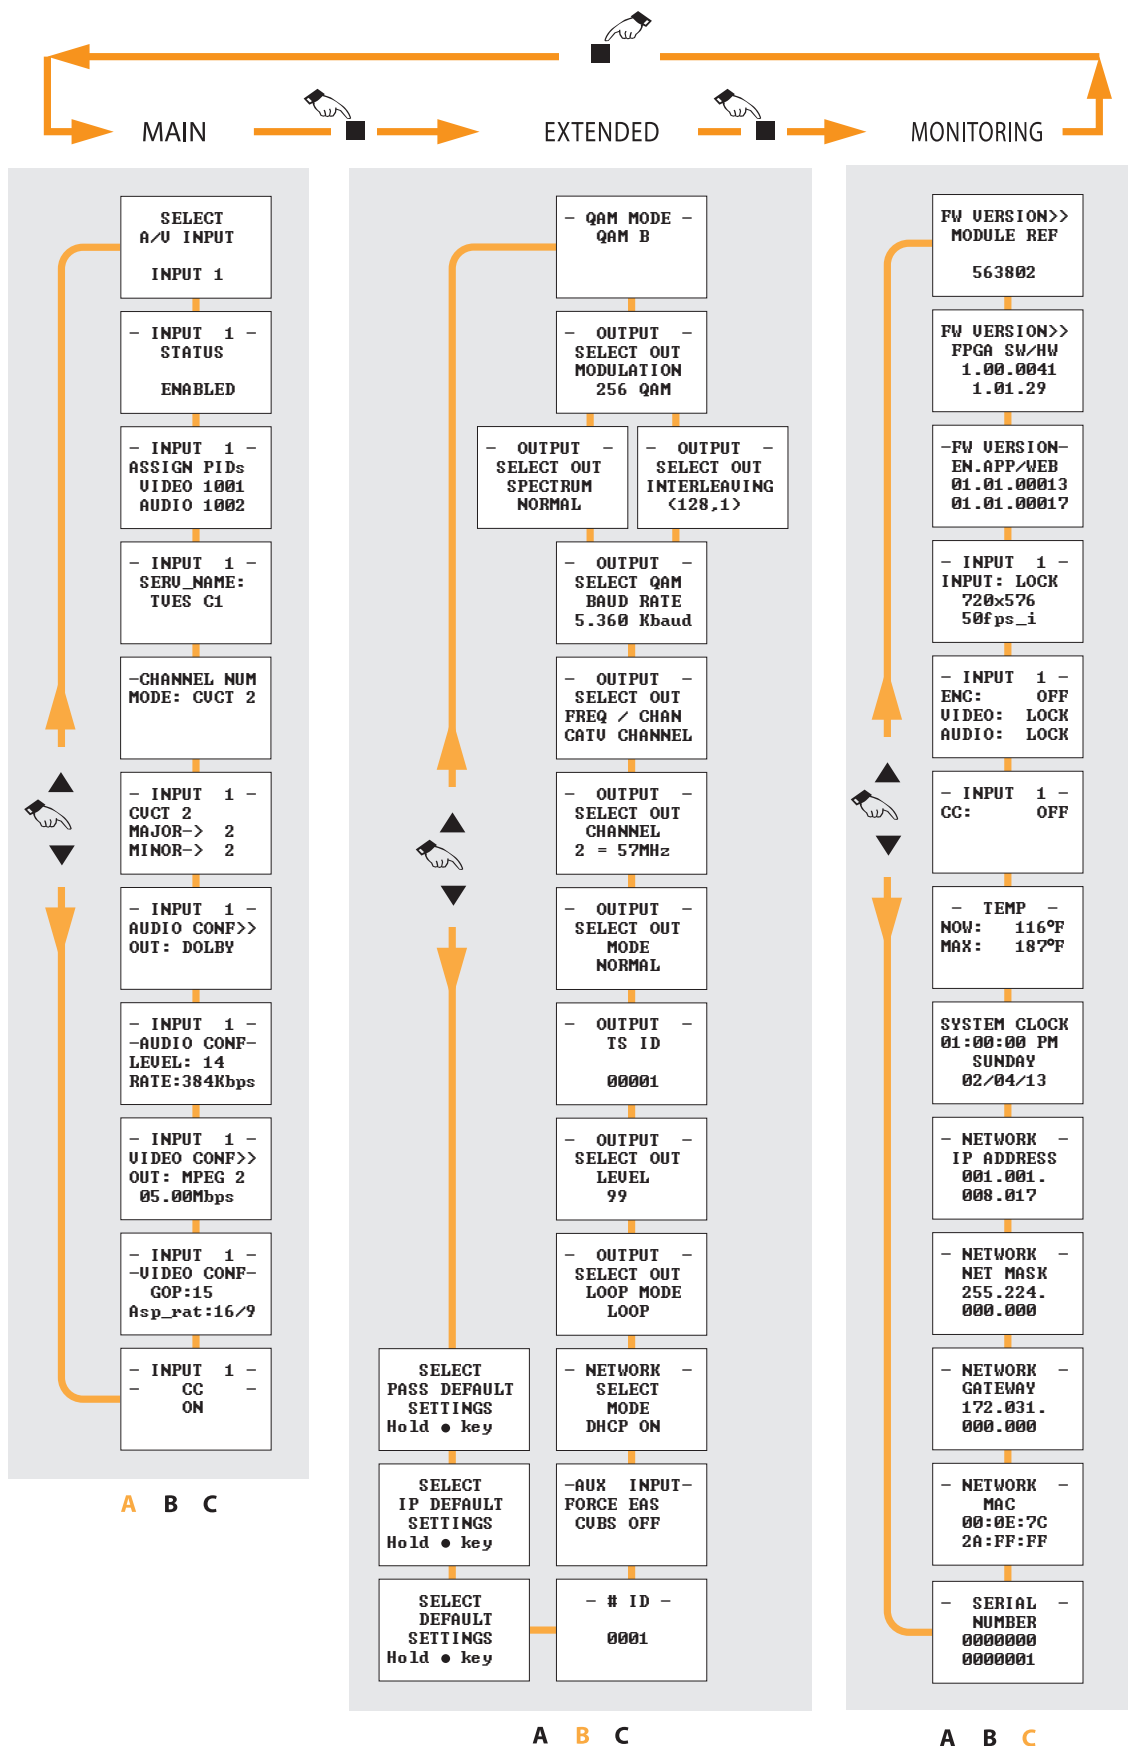 MAIN
EXTENDED
MONITORING
SELECT
A/V INPUT
INPUT 1
- INPUT 1 -
STATUS
ENABLED
- INPUT 1 -
ASSIGN PIDs
VIDEO 1001
AUDIO 1002
- INPUT 1 -
SERV_NAME:
TVES C1
-CHANNEL NUM
MODE: CVCT 2
- INPUT 1 -
CVCT 2
MAJOR-> 2
MINOR-> 2
- INPUT 1 -
AUDIO CONF>>
OUT: DOLBY
- INPUT 1 -
-AUDIO CONF-
LEVEL: 14
RATE:384Kbps
- INPUT 1 -
VIDEO CONF>>
OUT: MPEG 2
05.00Mbps
- INPUT 1 -
-VIDEO CONF-
GOP:15
Asp_rat:16/9
- INPUT 1 -
- CC -
ON
A B C
- QAM MODE -
QAM B
- OUTPUT -
SELECT OUT
MODULATION
256 QAM
- OUTPUT -
SELECT OUT
SPECTRUM
NORMAL
- OUTPUT -
SELECT OUT
INTERLEAVING
(128,1)
- OUTPUT -
SELECT QAM
BAUD RATE
5.360 Kbaud
- OUTPUT -
SELECT OUT
FREQ / CHAN
CATV CHANNEL
- OUTPUT -
SELECT OUT
CHANNEL
2 = 57MHz
- OUTPUT -
SELECT OUT
MODE
NORMAL
- OUTPUT -
TS ID
00001
- OUTPUT -
SELECT OUT
LEVEL
99
- OUTPUT -
SELECT OUT
LOOP MODE
LOOP
- NETWORK -
SELECT
MODE
DHCP ON
-AUX INPUT-
FORCE EAS
CVBS OFF
- # ID -
0001
SELECT
PASS DEFAULT
SETTINGS
Hold ● key
SELECT
IP DEFAULT
SETTINGS
Hold ● key
SELECT
DEFAULT
SETTINGS
Hold ● key
A B C
FW VERSION>>
MODULE REF
563802
FW VERSION>>
FPGA SW/HW
1.00.0041
1.01.29
-FW VERSION-
EN.APP/WEB
01.01.00013
01.01.00017
- INPUT 1 -
INPUT: LOCK
720x576
50fps_i
- INPUT 1 -
ENC: OFF
VIDEO: LOCK
AUDIO: LOCK
- INPUT 1 -
CC: OFF
- TEMP -
NOW: 116ºF
MAX: 187ºF
SYSTEM CLOCK
01:00:00 PM
SUNDAY
02/04/13
- NETWORK -
IP ADDRESS
001.001.
008.017
- NETWORK -
NET MASK
255.224.
000.000
- NETWORK -
GATEWAY
172.031.
000.000
- NETWORK -
MAC
00:0E:7C
2A:FF:FF
- SERIAL -
NUMBER
0000000
0000001
A B C